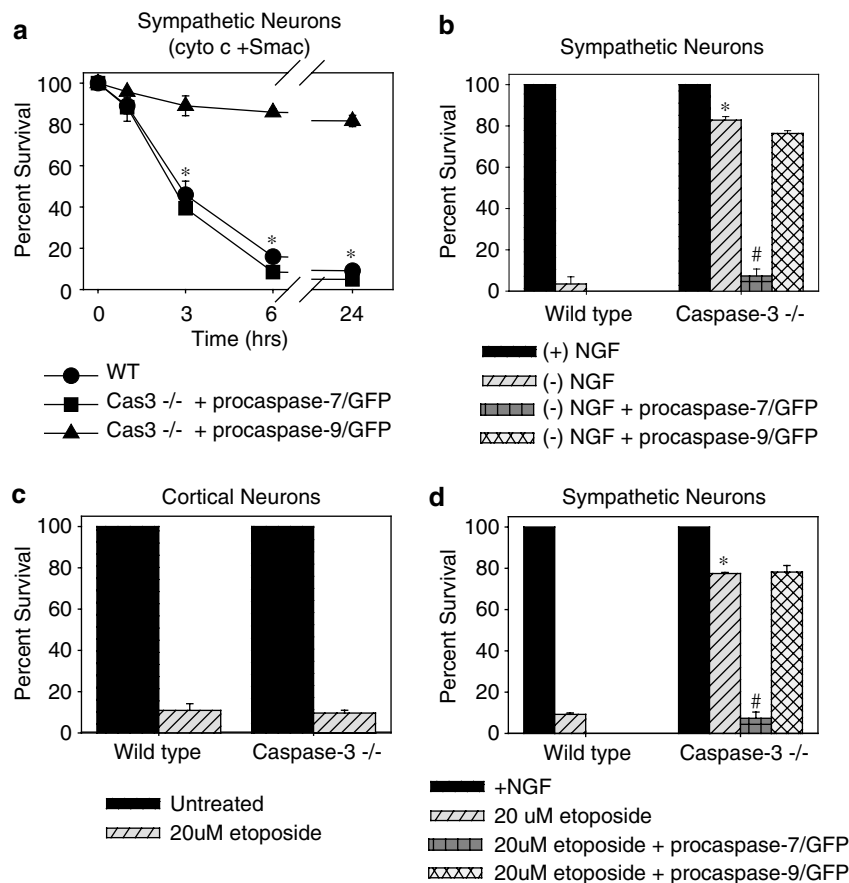 a
Sympathetic Neurons
(cyto c +Smac)
Percent Survival
100
80
60
40
20
0
*
*
*
0
3
6
24
Time (hrs)
WT
Cas3 -/- + procaspase-7/GFP
Cas3 -/- + procaspase-9/GFP
b
Sympathetic Neurons
Percent Survival
100
80
60
40
20
0
*
#
Wild type
Caspase-3 -/-
(+) NGF
(-) NGF
(-) NGF + procaspase-7/GFP
(-) NGF + procaspase-9/GFP
c
Cortical Neurons
Percent Survival
100
80
60
40
20
0
Wild type
Caspase-3 -/-
Untreated
20uM etoposide
d
Sympathetic Neurons
Percent Survival
100
80
60
40
20
0
*
#
Wild type
Caspase-3 -/-
+NGF
20 uM etoposide
20uM etoposide + procaspase-7/GFP
20uM etoposide + procaspase-9/GFP